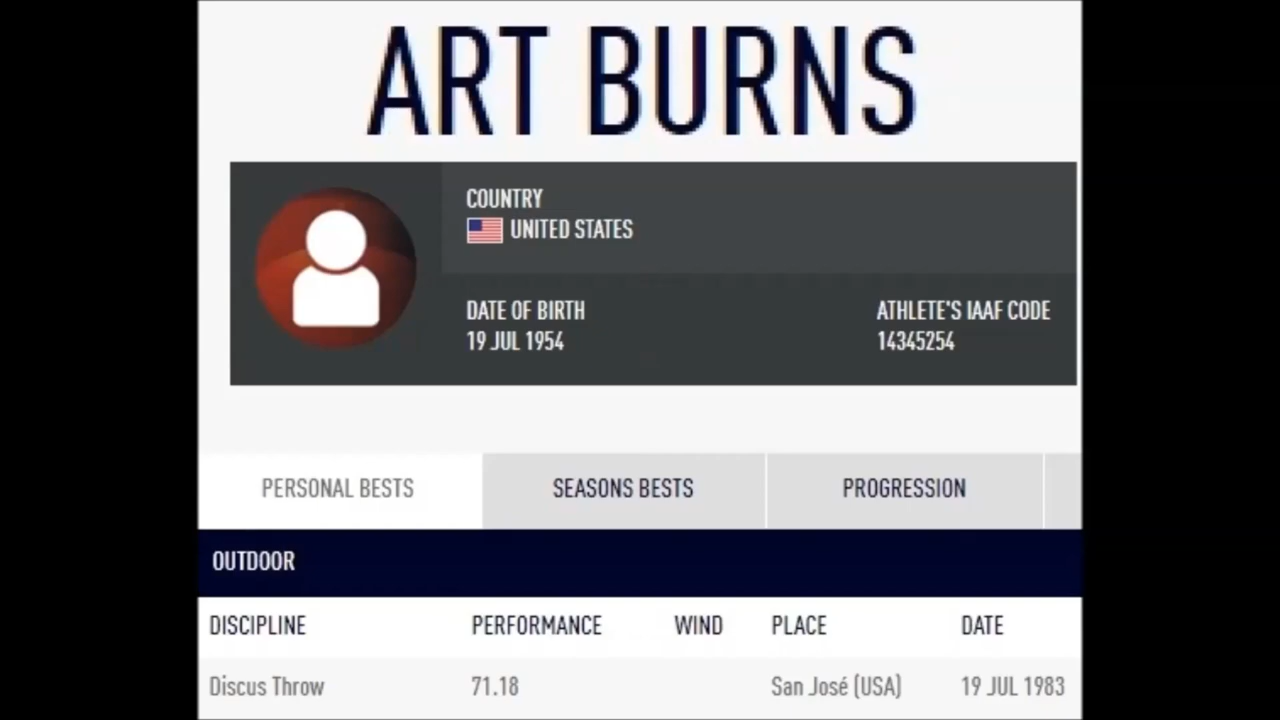 ART BURNS
COUNTRY
UNITED STATES
DATE OF BIRTH
19 JUL 1954
ATHLETE'S IAAF CODE
14345254
PERSONAL BESTS SEASONS BESTS PROGRESSION
OUTDOOR
DISCIPLINE PERFORMANCE WIND PLACE DATE
Discus Throw 71.18 San José (USA) 19 JUL 1983